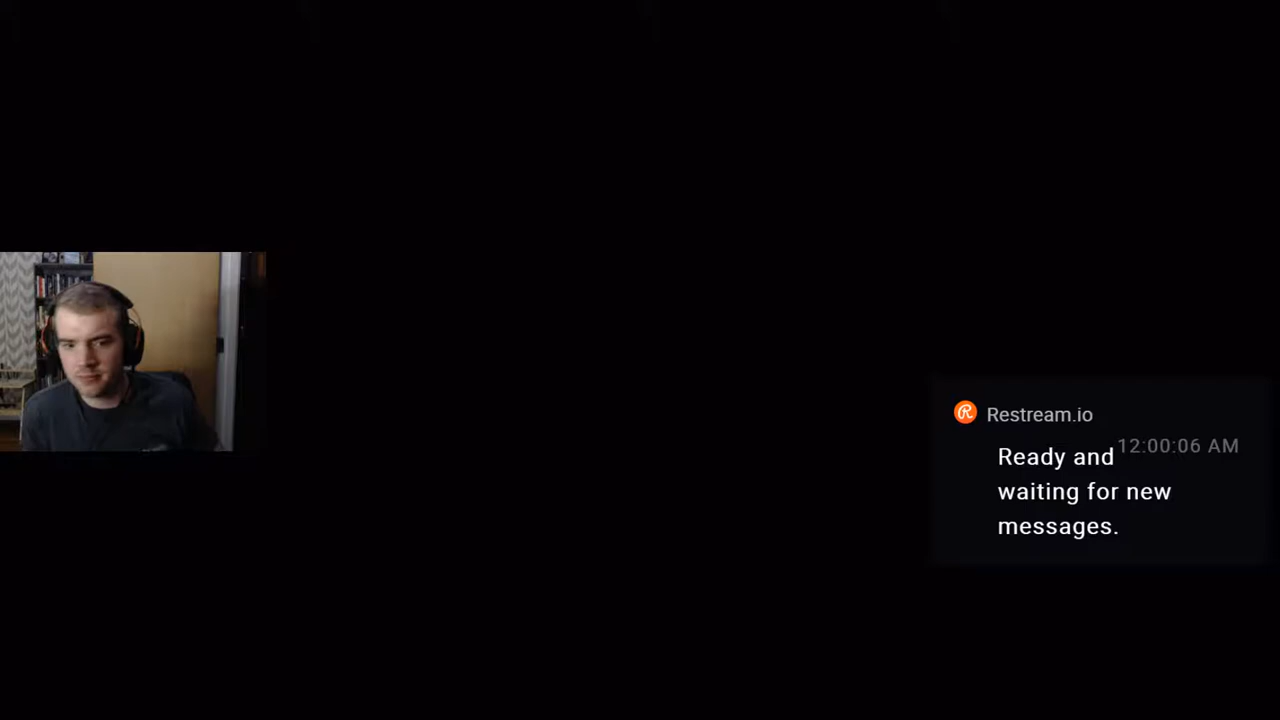 Restream.io
12:00:06 AM
Ready and
waiting for new
messages.